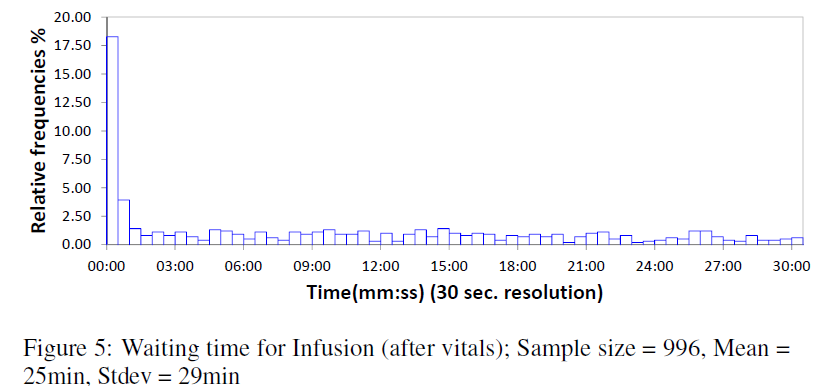 20.00
17.50
15.00
12.50
10.00
7.50
5.00
2.50
0.00
Relative frequencies %
00:00 03:00 06:00 09:00 12:00 15:00 18:00 21:00 24:00 27:00 30:00
Time(mm:ss) (30 sec. resolution)
Figure 5: Waiting time for Infusion (after vitals); Sample size = 996, Mean =
25min, Stdev = 29min